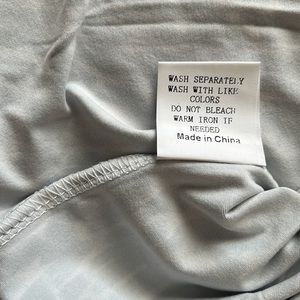 WASH SEPARATELY
WASH WITH LIKE
COLORS
DO NOT BLEACH
WARM IRON IF
NEEDED
Made in China